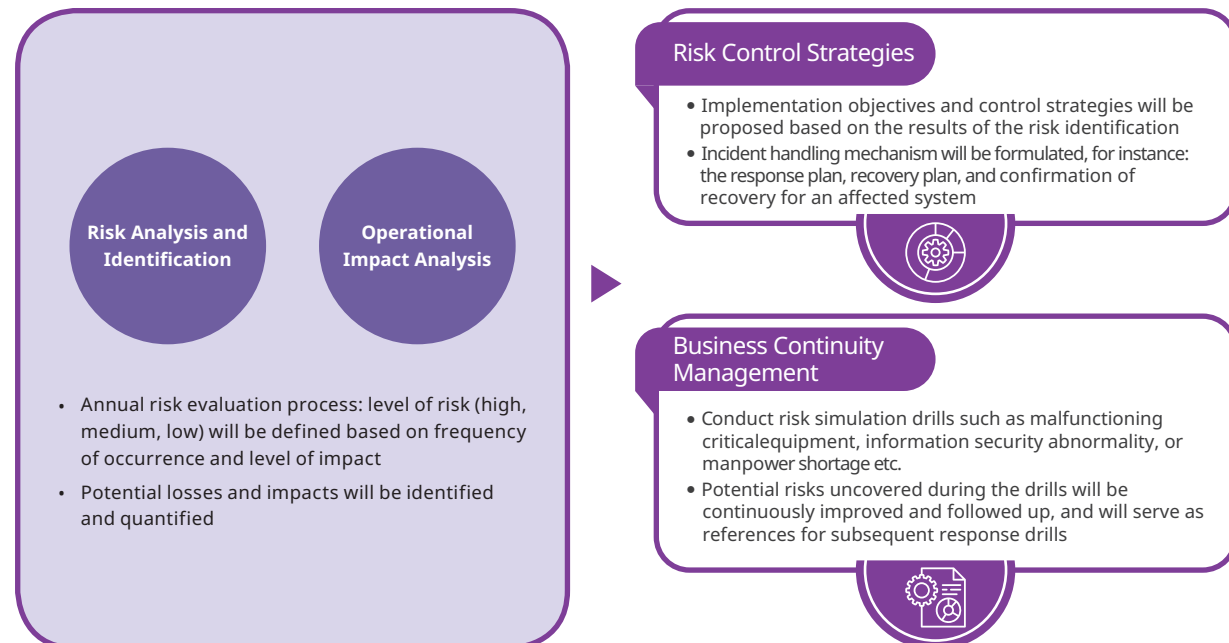 Risk Analysis and
Identification
Operational
Impact Analysis
• Annual risk evaluation process: level of risk (high,
medium, low) will be defined based on frequency
of occurrence and level of impact
• Potential losses and impacts will be identified
and quantified
Risk Control Strategies
• Implementation objectives and control strategies will be
proposed based on the results of the risk identification
• Incident handling mechanism will be formulated, for instance:
the response plan, recovery plan, and confirmation of
recovery for an affected system
Business Continuity
Management
• Conduct risk simulation drills such as malfunctioning
criticalequipment, information security abnormality, or
manpower shortage etc.
• Potential risks uncovered during the drills will be
continuously improved and followed up, and will serve as
references for subsequent response drills